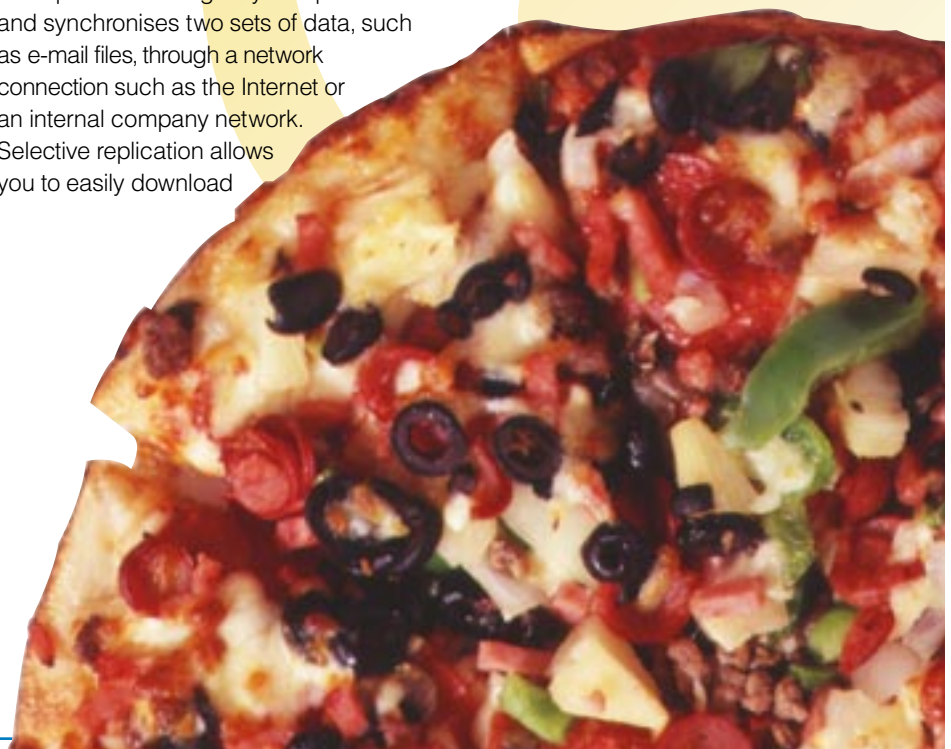 and synchronises two sets of data, such
as e-mail files, through a network
connection such as the Internet or
an internal company network.
Selective replication allows
you to easily download